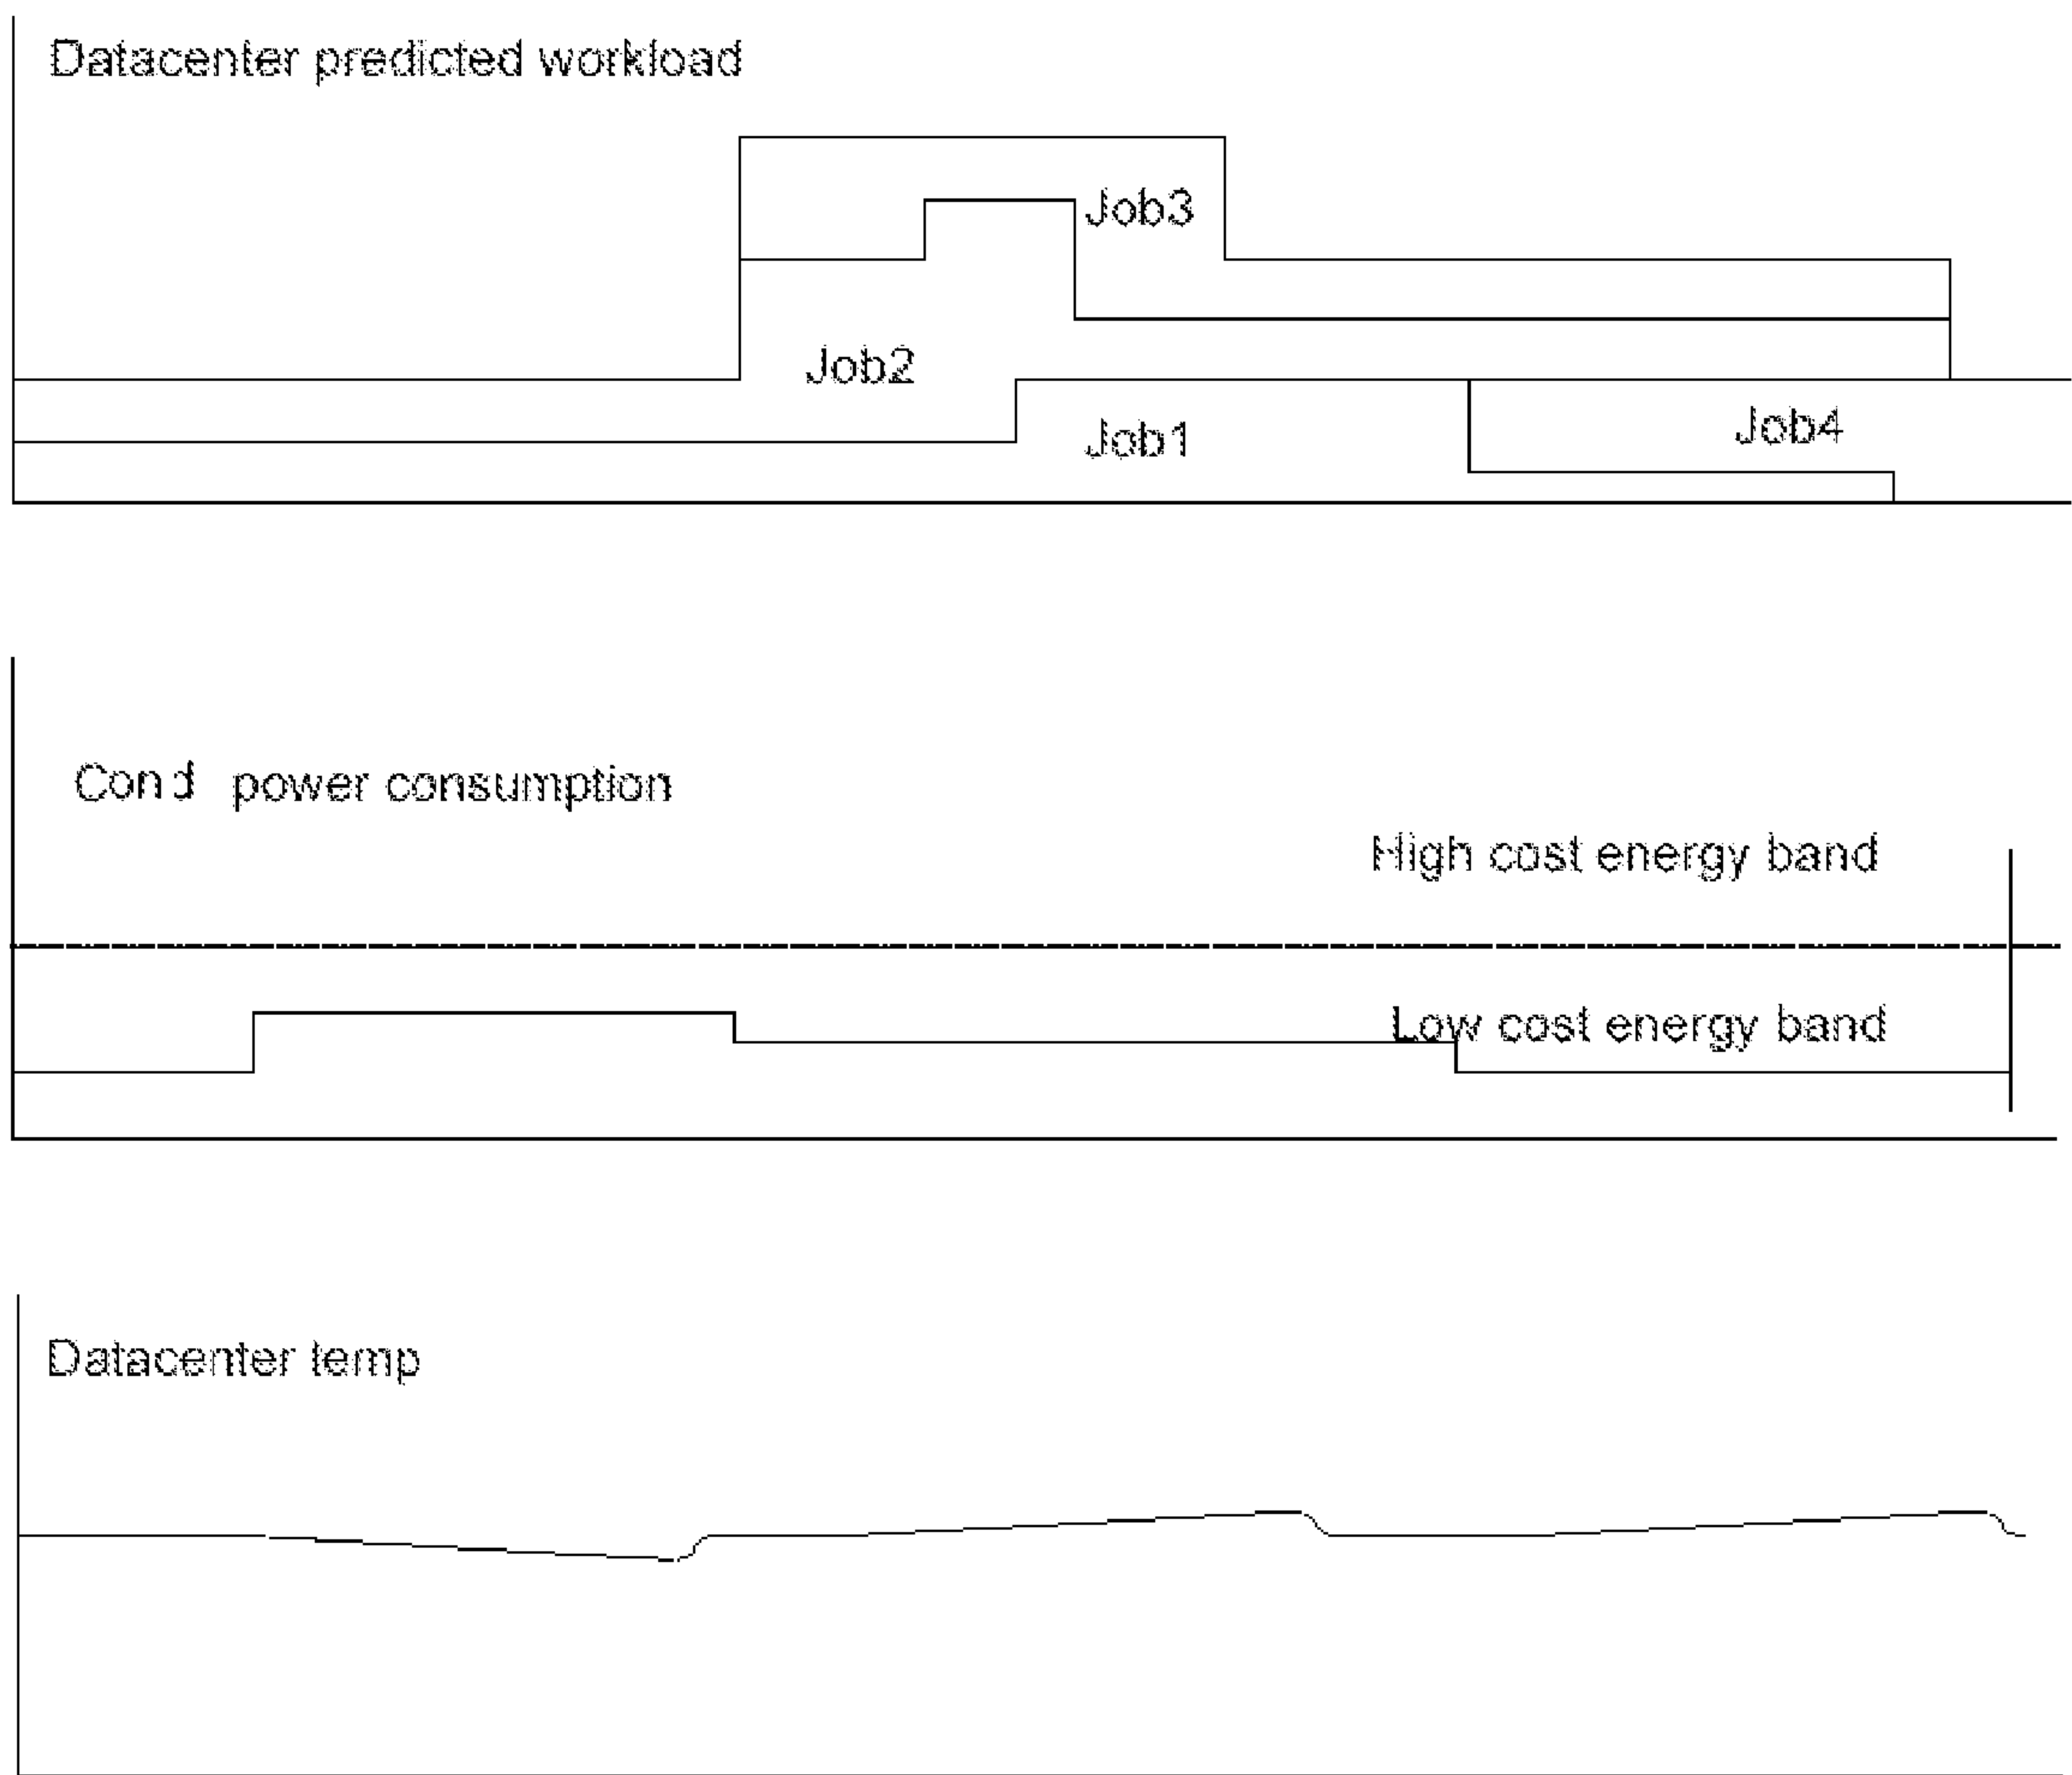 Datacenter predicted workload
Job3
Job2
Job1
Job4
Cond power consumption
High cost energy band
Low cost energy band
Datacenter temp